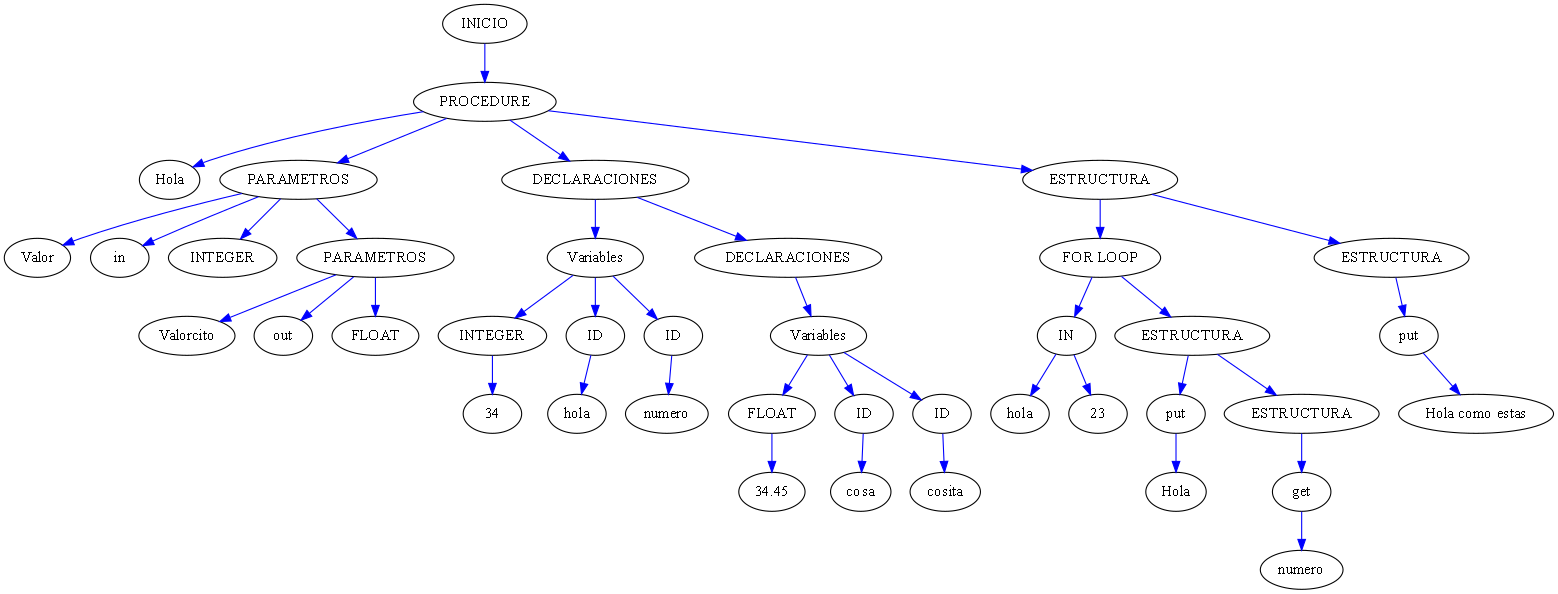 INICIO
PROCEDURE
Hola
PARAMETROS
DECLARACIONES
ESTRUCTURA
Valor
in
INTEGER
PARAMETROS
Variables
DECLARACIONES
FOR LOOP
ESTRUCTURA
Valorcito
out
FLOAT
INTEGER
ID
ID
Variables
IN
ESTRUCTURA
put
34
hola
numero
FLOAT
ID
ID
hola
23
put
ESTRUCTURA
Hola como estas
34.45
cosa
cosita
Hola
get
numero